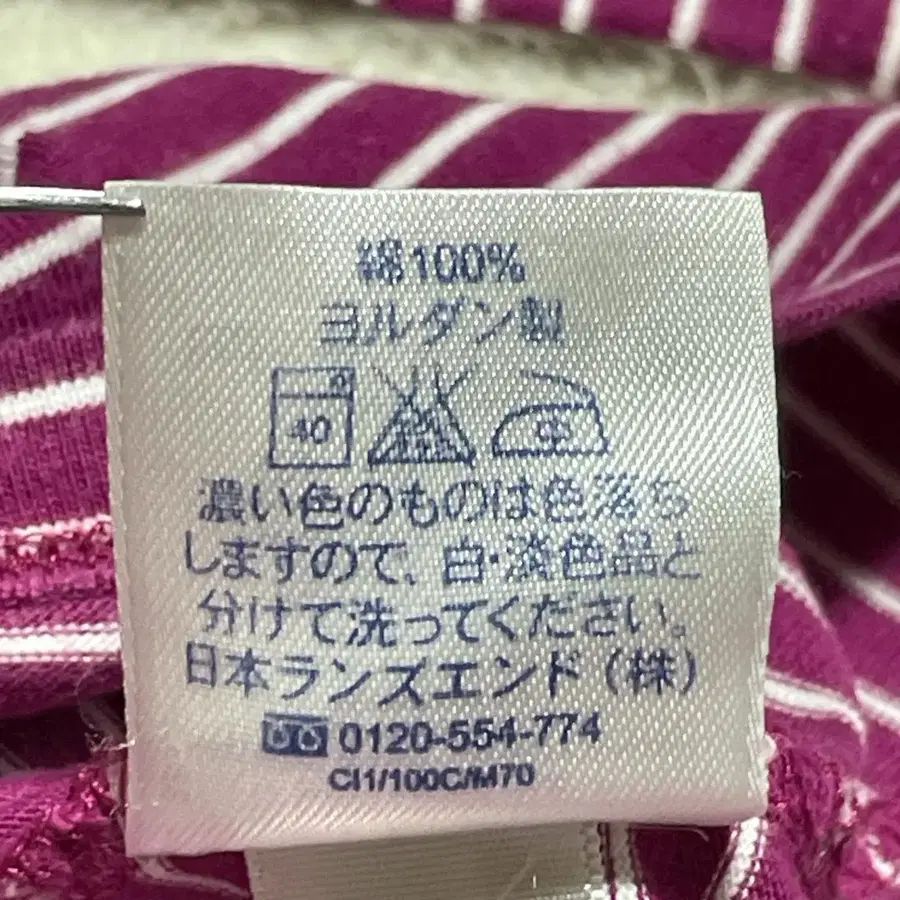 綿100%
ヨルダン製
40
中
濃い色のものは色落ち
しますので、白・淡色品と
分けて洗ってください。
日本ランズエンド（株）
0120-554-774
CI1/100C/M70